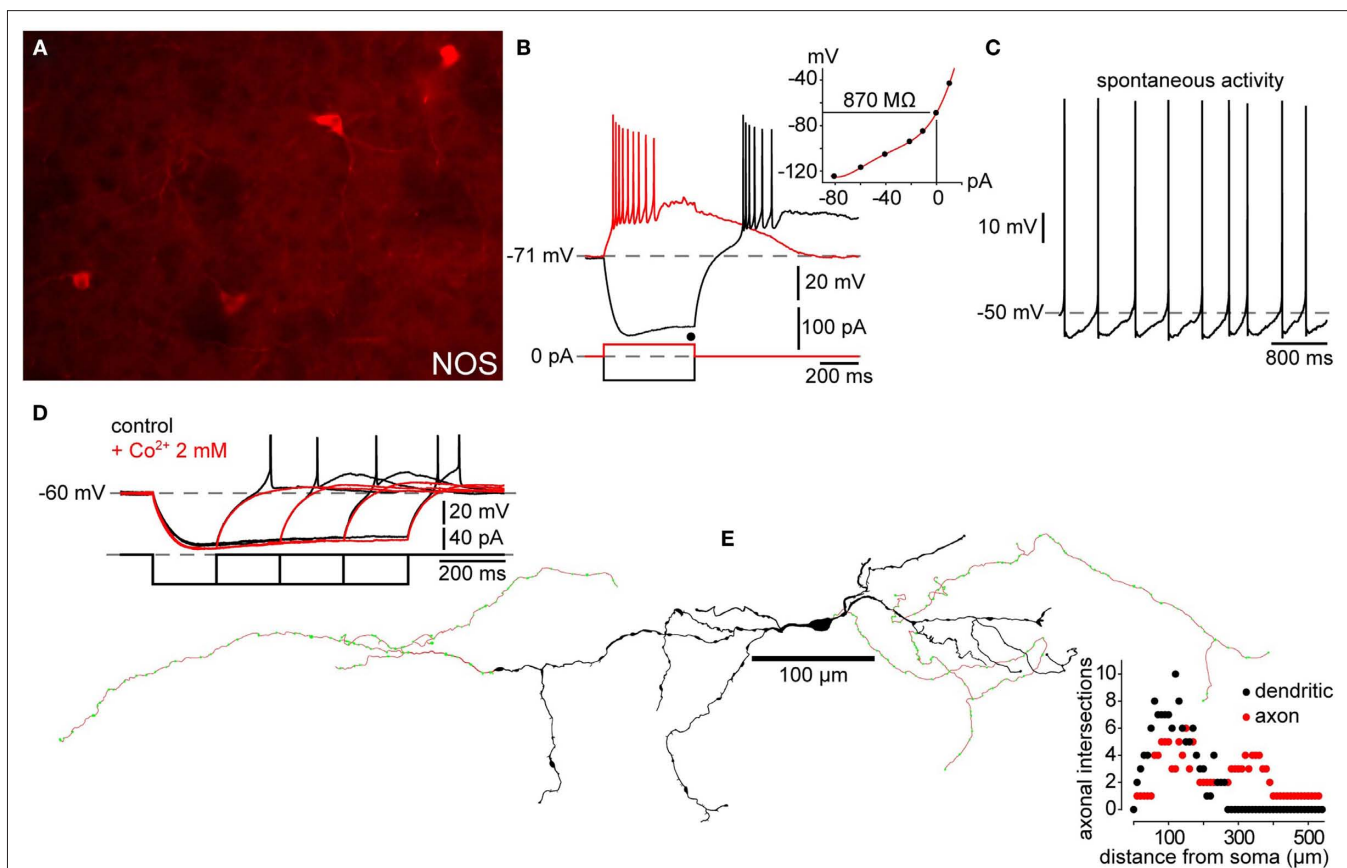 A
NOS
B
mV
-40
-80
-120
870 MΩ
pA
-80
-40
0
-71 mV
20 mV
100 pA
0 pA
200 ms
C
spontaneous activity
10 mV
-50 mV
800 ms
D
control
+ Co²⁺ 2 mM
-60 mV
20 mV
40 pA
200 ms
E
100 µm
axonal intersections
10
8
6
4
2
0
dendritic
axon
100
300
500
distance from soma (µm)